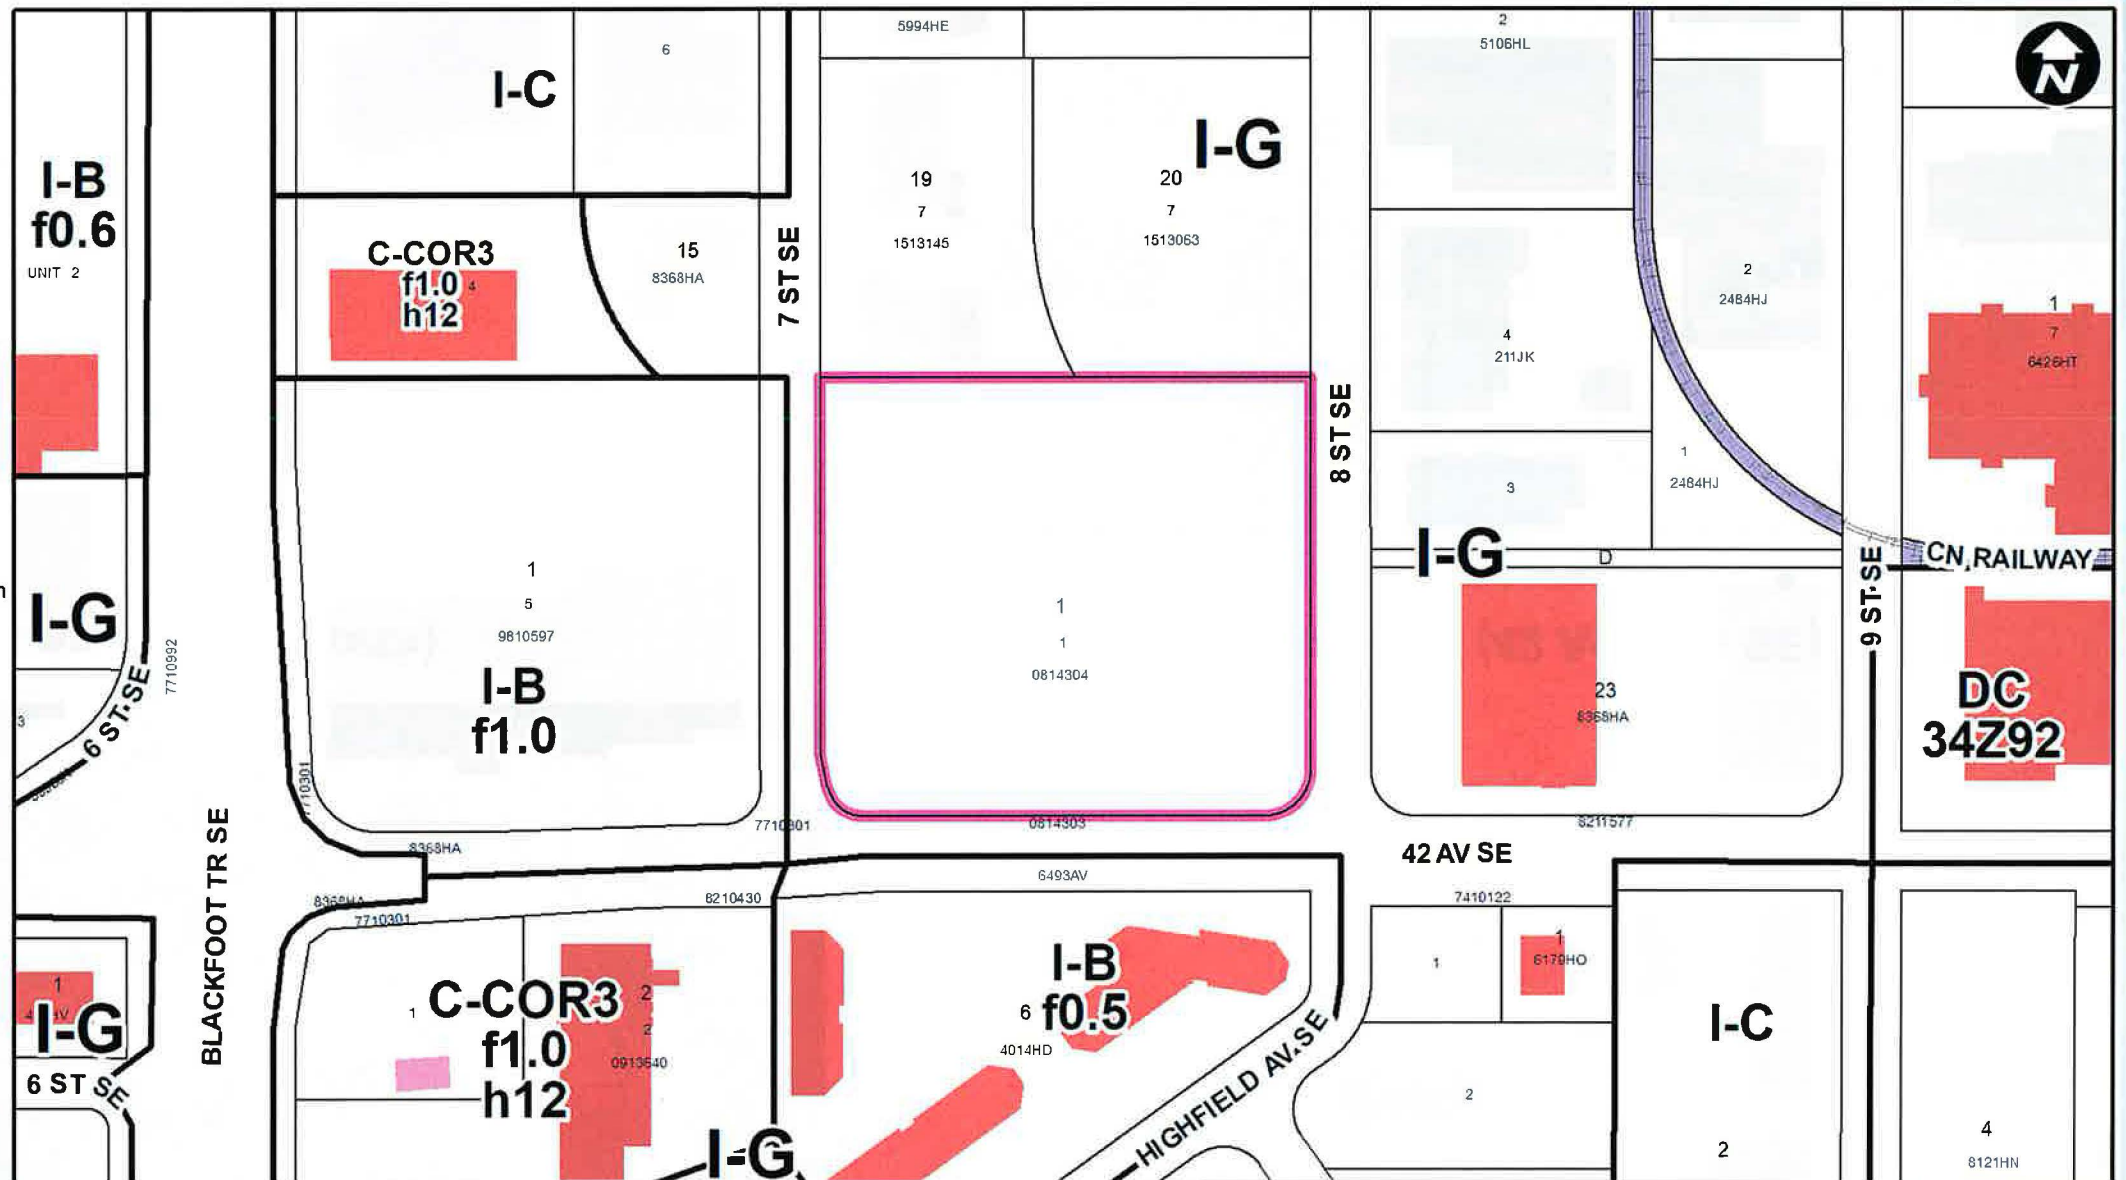 5994HE
2
5106HL
6
I-C
N
I-G
I-B
f0.6
UNIT 2
19
7
1513145
20
7
1513063
C-COR3
f1.0
4
h12
15
8368HA
7 ST SE
2
2484HJ
4
211JK
1
7
6426HT
8 ST SE
1
2484HJ
3
I-G
D
CN, RAILWAY
9 ST SE
1
5
9810597
I-B
f1.0
1
1
0814304
I-G
7710992
6 ST SE
3
23
8368HA
DC
34Z92
7710301
7710301
0814303
8211577
BLACKFOOT TR SE
8368HA
42 AV SE
6493AV
8368HA
7710301
8210430
7410122
1
I-G
6 ST SE
1
C-COR3
f1.0
h12
2
2
0913640
I-B
f0.5
6
4014HD
HIGHFIELD AV SE
1
1
6179HO
2
I-C
2
4
8121HN
I-G